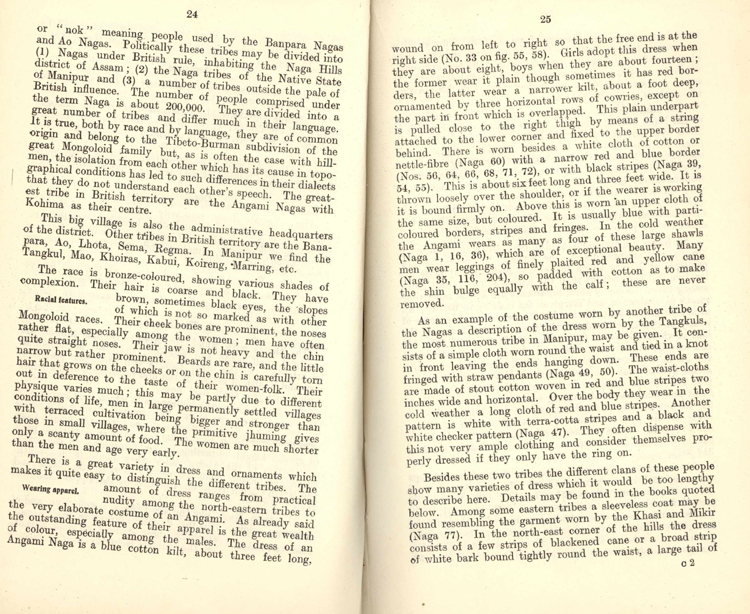 24
or "nok" meaning people used by the Banpara Nagas
and Ao Nagas. Politically these tribes may be divided into
(1) Nagas under British rule, inhabiting the Naga Hills
district of Assam; (2) the Naga tribes of the Native State
of Manipur and (3) a number of tribes outside the pale of
British influence. The number of people comprised under
the term Naga is about 200,000. They are divided into a
great number of tribes and differ much in their language.
It is true, both by race and by language, they are of common
origin and belong to the Tibeto-Burman subdivision of the
great Mongoloid family but, as is often the case with hill-
men, the isolation from each other which has its cause in topo-
graphical conditions has led to such differences in their dialects
that they do not understand each other's speech. The great-
est tribe in British territory are the Angami Nagas with
Kohima as their centre.
This big village is also the administrative headquarters
of the district. Other tribes in British territory are the Bana-
para, Ao, Lhota, Sema, Regma. In Manipur we find the
Tangkul, Mao, Khoiras, Kabui, Koireng, Marring, etc.
The race is bronze-coloured, showing various shades of
complexion. Their hair is coarse and black. They have
Racial features. brown, sometimes black eyes, the slopes
of which is not so marked as with other
Mongoloid races. Their cheek bones are prominent, the noses
rather flat, especially among the women; men have often
quite straight noses. Their jaw is not heavy and the chin
narrow but rather prominent. Beards are rare, and the little
hair that grows on the cheeks or on the chin is carefully torn
out in deference to the taste of their women-folk. Their
physique varies much; this may be partly due to different
conditions of life, men in large permanently settled villages
with terraced cultivation being bigger and stronger than
those in small villages, where the primitive jhuming gives
only a scanty amount of food. The women are much shorter
than the men and age very early.
There is a great variety in dress and ornaments which
makes it quite easy to distinguish the different tribes. The
Wearing apparel. amount of dress ranges from practical
nudity among the north-eastern tribes to
the very elaborate costume of an Angami. As already said
the outstanding feature of their apparel is the great wealth
of colour, especially among the males. The dress of an
Angami Naga is a blue cotton kilt, about three feet long,
25
wound on from left to right so that the free end is at the
right side (No. 33 on fig. 55, 58). Girls adopt this dress when
they are about eight, boys when they are about fourteen;
the former wear it plain though sometimes it has red bor-
ders, the latter wear a narrower kilt, about a foot deep,
ornamented by three horizontal rows of cowries, except on
the part in front which is overlapped. This plain underpart
is pulled close to the right thigh by means of a string
attached to the lower corner and fixed to the upper border
behind. There is worn besides a white cloth of cotton or
nettle-fibre (Naga 60) with a narrow red and blue border
(Nos. 56, 64, 66, 68, 71, 72), or with black stripes (Naga 39,
54, 55). This is about six feet long and three feet wide. It is
thrown loosely over the shoulder, or if the wearer is working
it is bound firmly on. Above this is worn an upper cloth of
the same size, but coloured. It is usually blue with parti-
coloured borders, stripes and fringes. In the cold weather
the Angami wears as many as four of these large shawls
(Naga 1, 16, 36), which are of exceptional beauty. Many
men wear leggings of finely plaited red and yellow cane
(Naga 35, 116, 204), so padded with cotton as to make
the shin bulge equally with the calf; these are never
removed.
As an example of the costume worn by another tribe of
the Nagas a description of the dress worn by the Tangkuls,
the most numerous tribe in Manipur, may be given. It con-
sists of a simple cloth worn round the waist and tied in a knot
in front leaving the ends hanging down. These ends are
fringed with straw pendants (Naga 49, 50). The waist-cloths
are made of stout cotton woven in red and blue stripes two
inches wide and horizontal. Over the body they wear in the
cold weather a long cloth of red and blue stripes. Another
pattern is white with terra-cotta stripes and a black and
white checker pattern (Naga 47). They often dispense with
this not very ample clothing and consider themselves pro-
perly dressed if they only have the ring on.
Besides these two tribes the different clans of these people
show many varieties of dress which it would be too lengthy
to describe here. Details may be found in the books quoted
below. Among some eastern tribes a sleeveless coat may be
found resembling the garment worn by the Khasi and Mikir
(Naga 77). In the north-east corner of the hills the dress
consists of a few strips of blackened cane or a broad strip
of white bark bound tightly round the waist, a large tail of
C 2